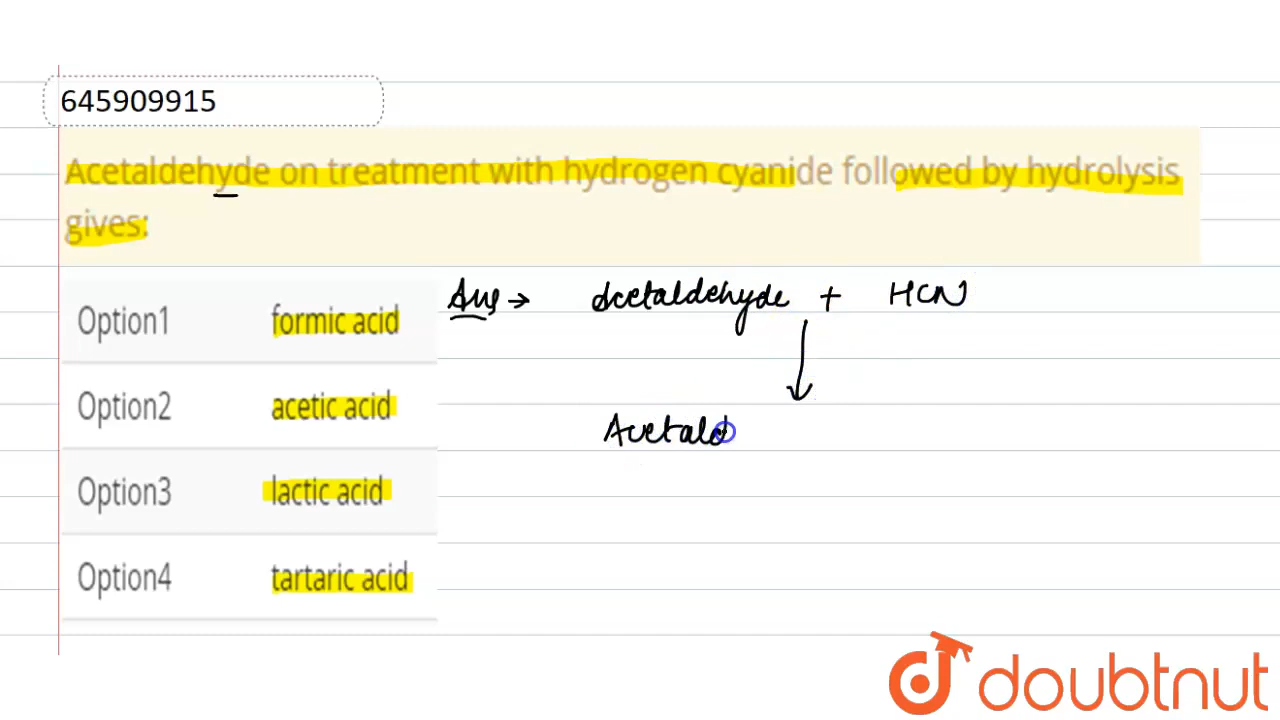 645909915
Acetaldehyde on treatment with hydrogen cyanide followed by hydrolysis
gives:
Option1 formic acid
Option2 acetic acid
Option3 lactic acid
Option4 tartaric acid
Ans → Acetaldehyde + HCN
Acetald
doubtnut